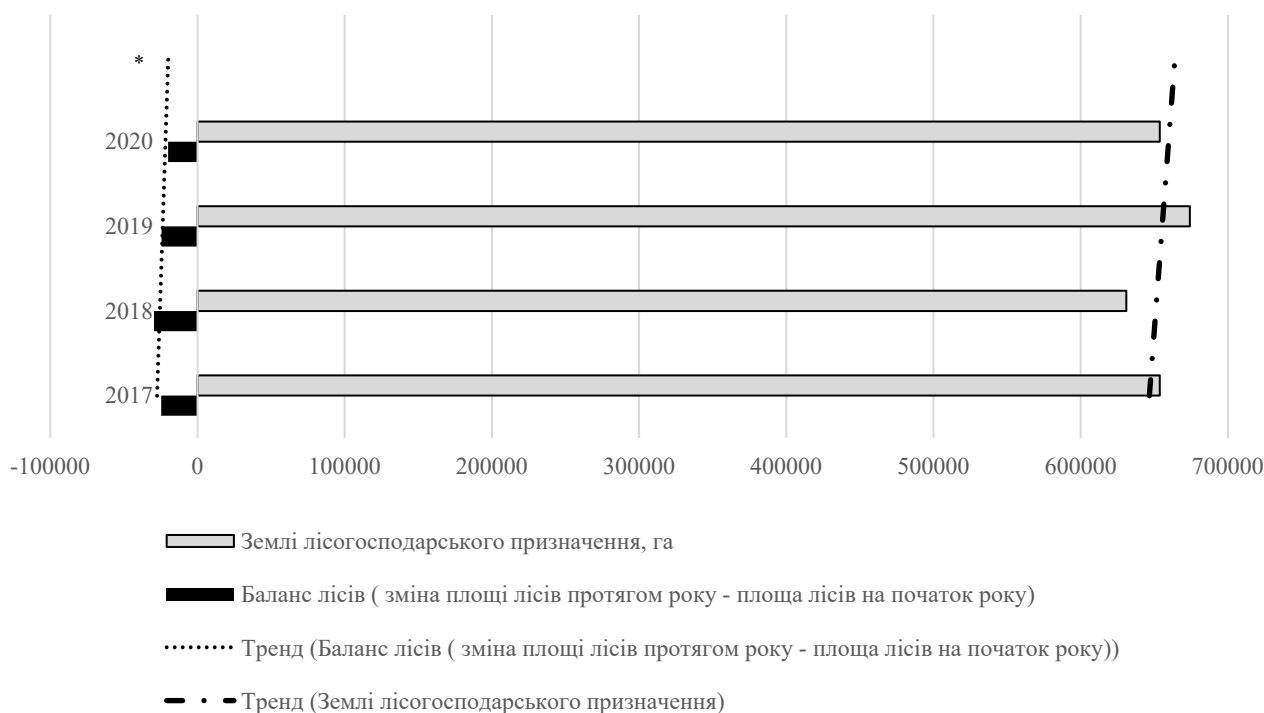 *
2020
2019
2018
2017
-100000 0 100000 200000 300000 400000 500000 600000 700000
Землі лісогосподарського призначення, га
Баланс лісів ( зміна площі лісів протягом року - площа лісів на початок року)
Тренд (Баланс лісів ( зміна площі лісів протягом року - площа лісів на початок року))
Тренд (Землі лісогосподарського призначення)